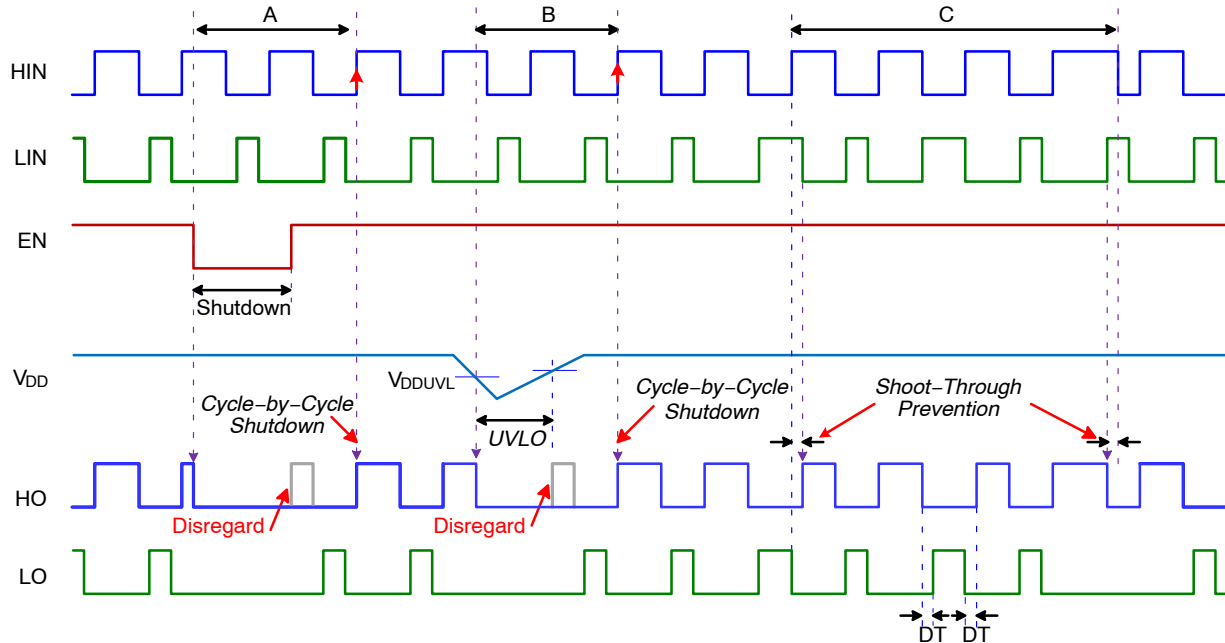 A
B
C
HIN
LIN
EN
Shutdown
VDD
VDDUVL
Cycle−by−Cycle
Shutdown
UVLO
Cycle−by−Cycle
Shutdown
Shoot−Through
Prevention
HO
Disregard
Disregard
LO
DT
DT